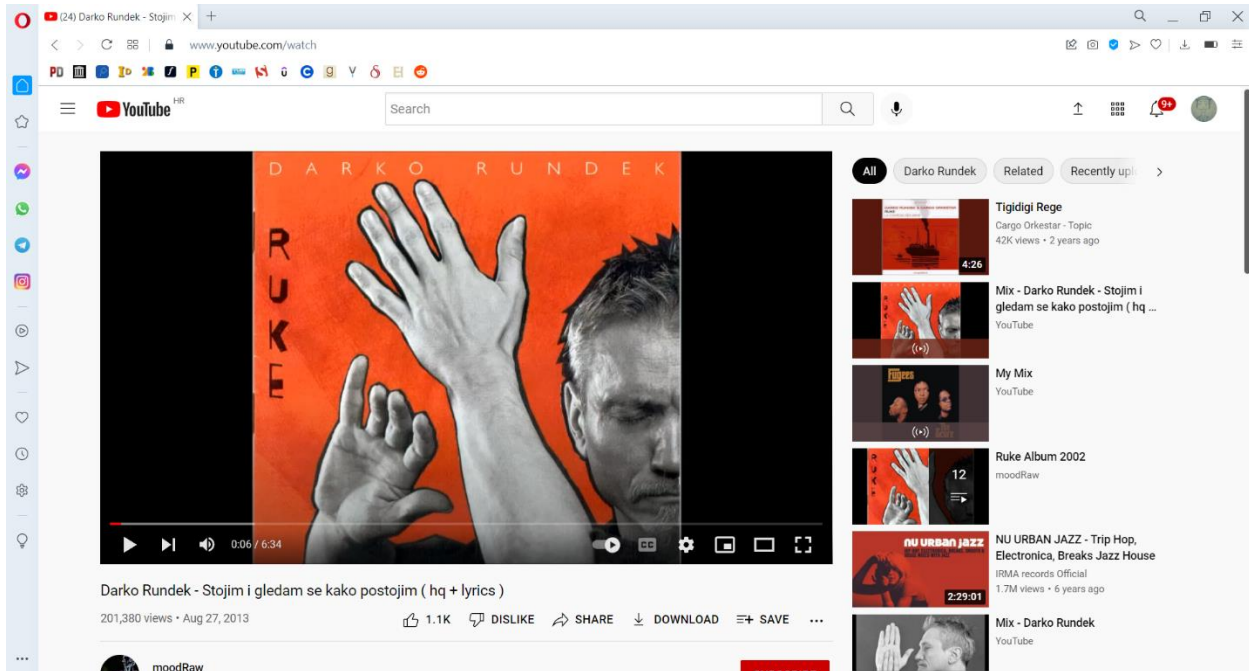 (24) Darko Rundek - Stojim
www.youtube.com/watch
YouTube HR
Search
9+
DARKO RUNDEK
RUKE
0:06 / 6:34
Darko Rundek - Stojim i gledam se kako postojim ( hq + lyrics )
201,380 views • Aug 27, 2013
1.1K DISLIKE SHARE DOWNLOAD SAVE
moodRaw
All Darko Rundek Related Recently
Tigidigi Rege
Cargo Orkestar - Topic
42K views • 2 years ago
4:26
Mix - Darko Rundek - Stojim i
gledam se kako postojim ( hq ...
YouTube
My Mix
YouTube
FUGEES
Ruke Album 2002
moodRaw
12
NU URBAN JAZZ - Trip Hop,
Electronica, Breaks Jazz House
IRMA records Official
1.7M views • 6 years ago
nu urban jazz
2:29:01
Mix - Darko Rundek
YouTube